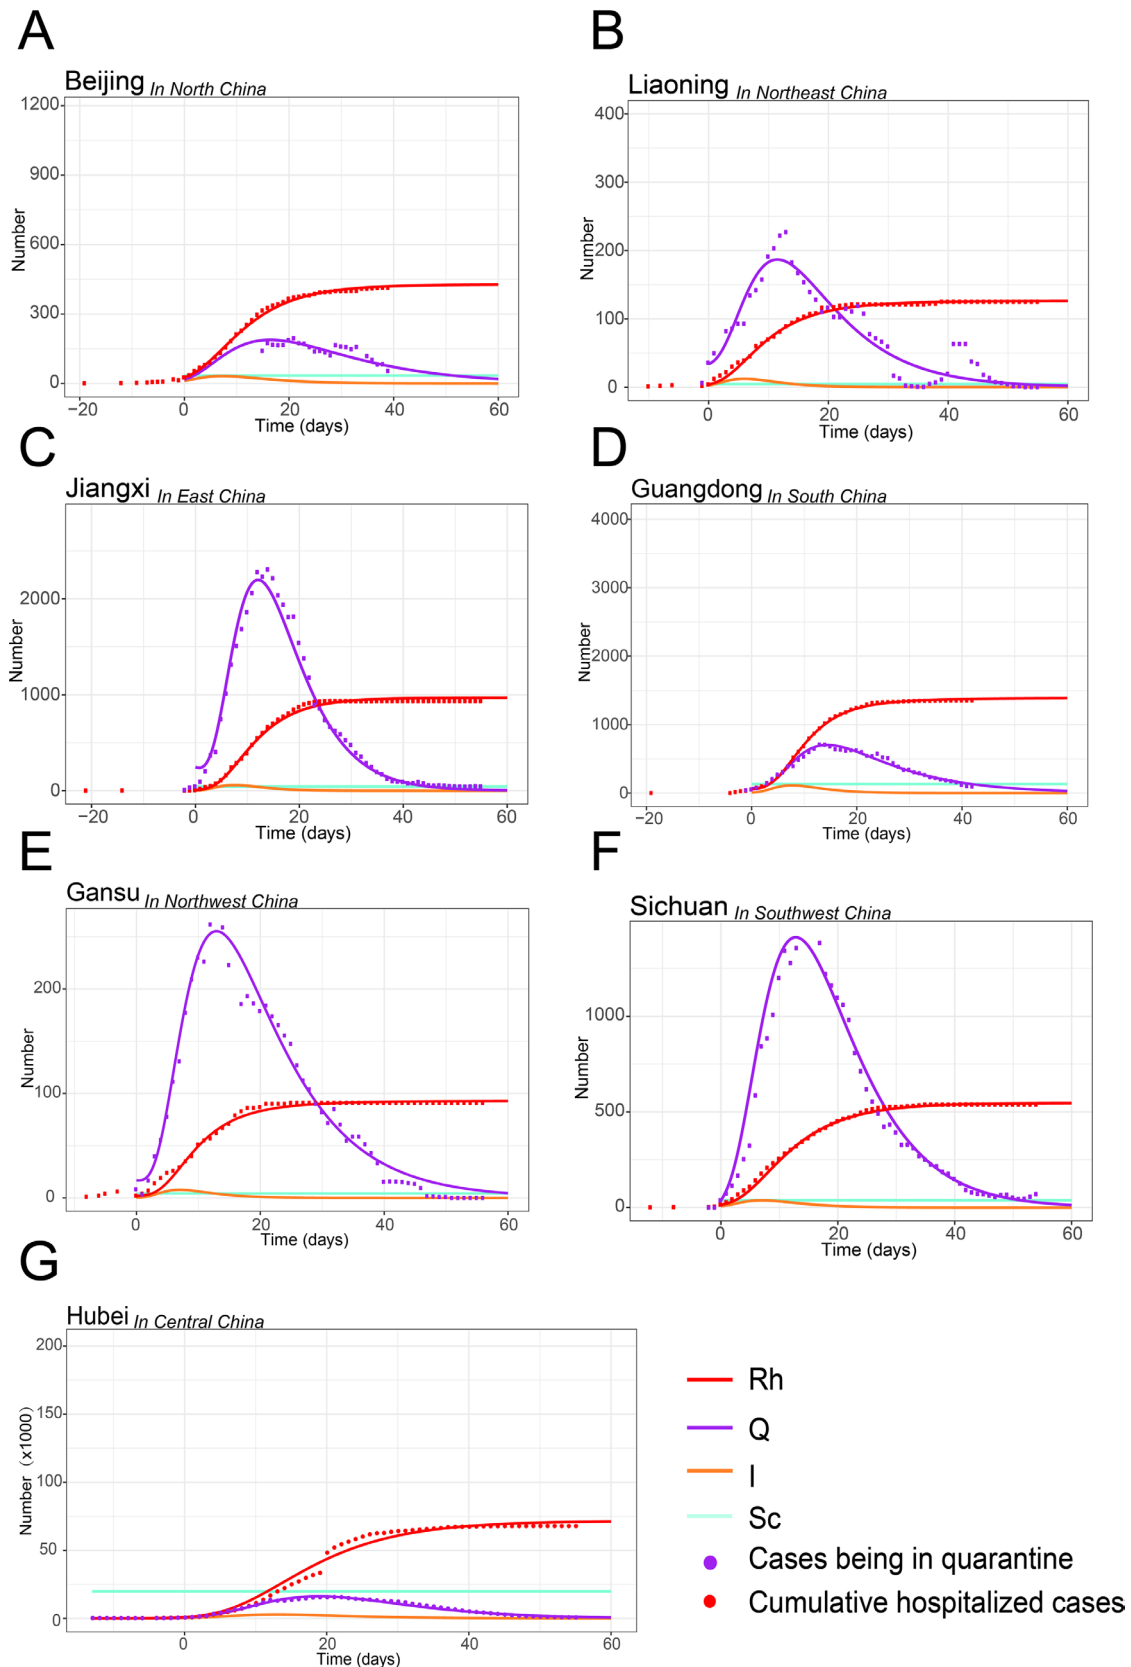 A
Beijing In North China
1200
900
600
300
0
Number
−20 0 20 40 60
Time (days)
B
Liaoning In Northeast China
400
300
200
100
0
Number
0 20 40 60
Time (days)
C
Jiangxi In East China
2000
1000
0
Number
−20 0 20 40 60
Time (days)
D
Guangdong In South China
4000
3000
2000
1000
0
Number
−20 0 20 40 60
Time (days)
E
Gansu In Northwest China
200
100
0
Number
0 20 40 60
Time (days)
F
Sichuan In Southwest China
1000
500
0
Number
0 20 40 60
Time (days)
G
Hubei In Central China
200
150
100
50
0
Number (x1000)
0 20 40 60
Time (days)
Rh
Q
I
Sc
Cases being in quarantine
Cumulative hospitalized cases